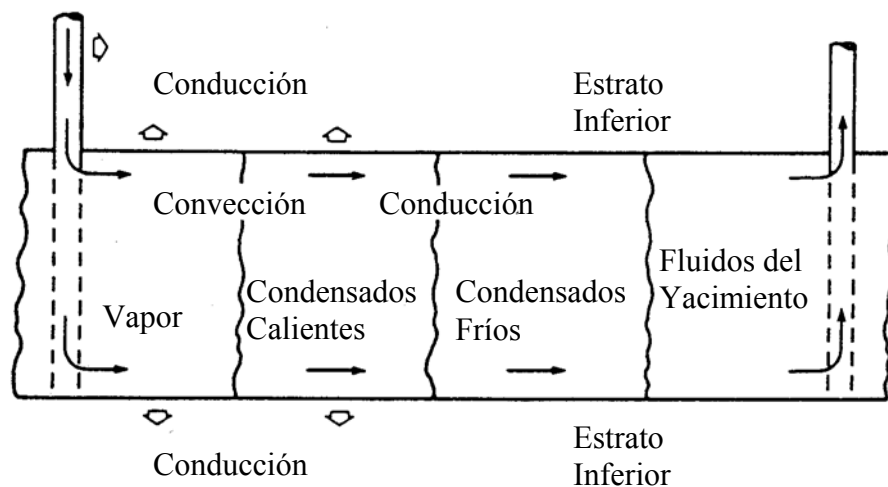 Conducción
Estrato
Inferior
Convección
Conducción
Vapor
Condensados
Calientes
Condensados
Fríos
Fluidos del
Yacimiento
Conducción
Estrato
Inferior